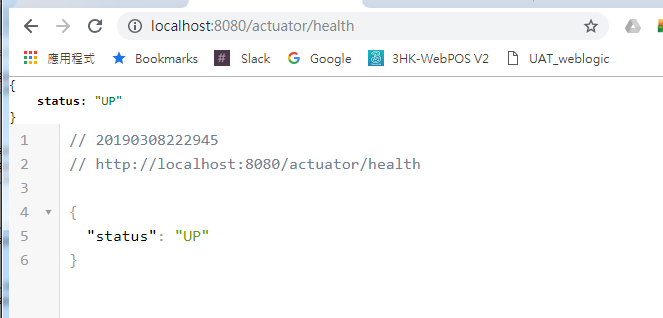 localhost:8080/actuator/health
應用程式 Bookmarks # Slack G Google 3 3HK-WebPOS V2 UAT_weblogic
{
status: "UP"
}
1 // 20190308222945
2 // http://localhost:8080/actuator/health
3
4 ▾ {
5 "status": "UP"
6 }